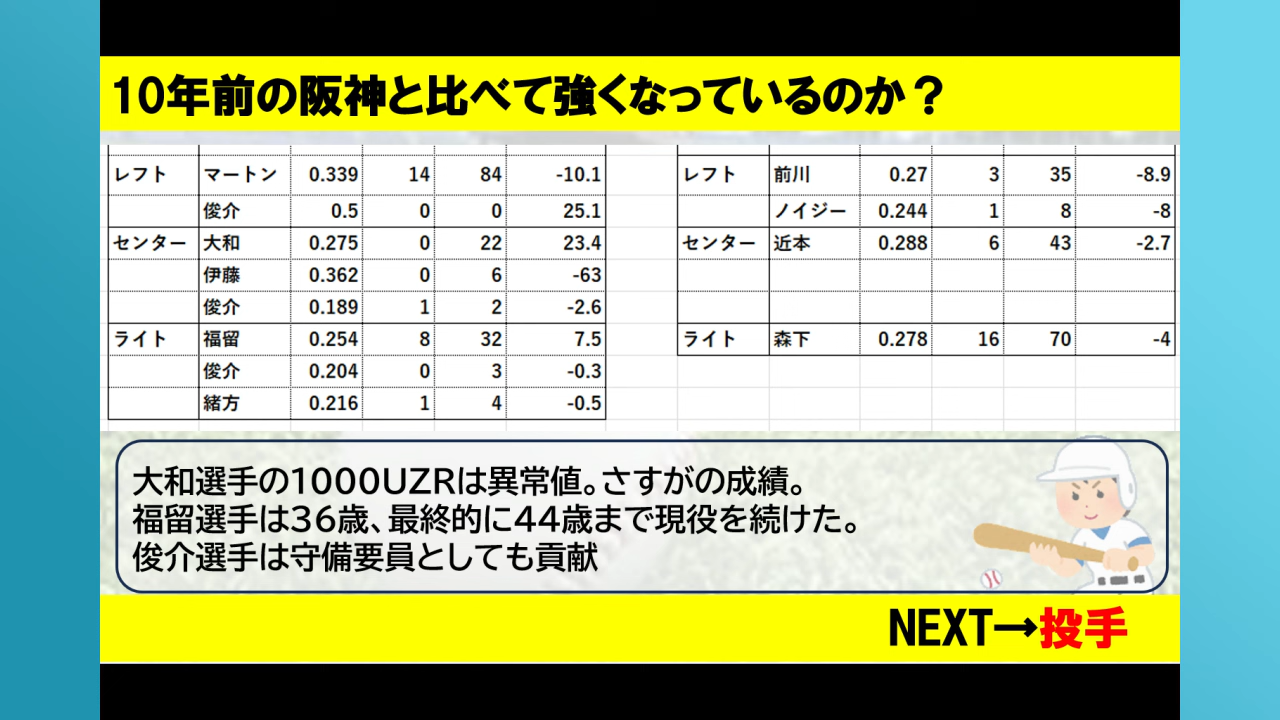 10年前の阪神と比べて強くなっているのか？
レフト マートン 0.339 14 84 -10.1
俊介 0.5 0 0 25.1
センター 大和 0.275 0 22 23.4
伊藤 0.362 0 6 -63
俊介 0.189 1 2 -2.6
ライト 福留 0.254 8 32 7.5
俊介 0.204 0 3 -0.3
緒方 0.216 1 4 -0.5
レフト 前川 0.27 3 35 -8.9
ノイジー 0.244 1 8 -8
センター 近本 0.288 6 43 -2.7
ライト 森下 0.278 16 70 -4
大和選手の1000UZRは異常値。さすがの成績。
福留選手は36歳、最終的に44歳まで現役を続けた。
俊介選手は守備要員としても貢献
NEXT→投手